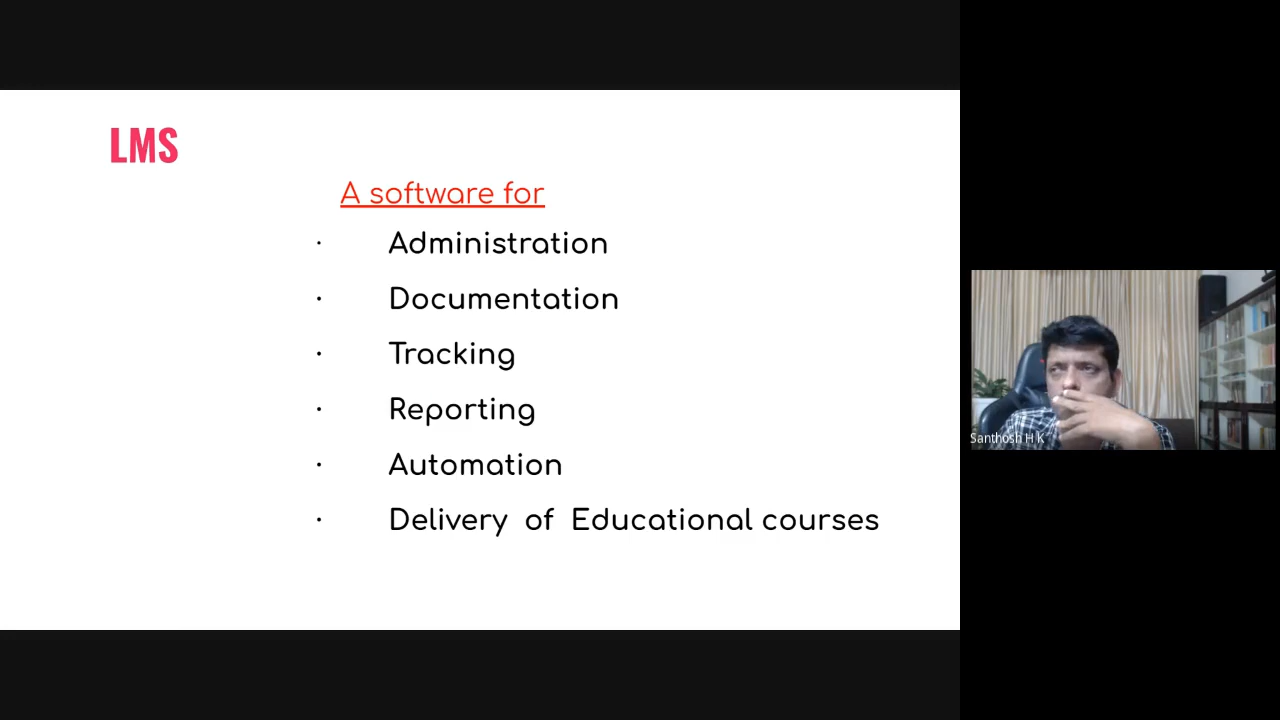 LMS
A software for
· Administration
· Documentation
· Tracking
· Reporting
· Automation
· Delivery of Educational courses
Santhosh H K